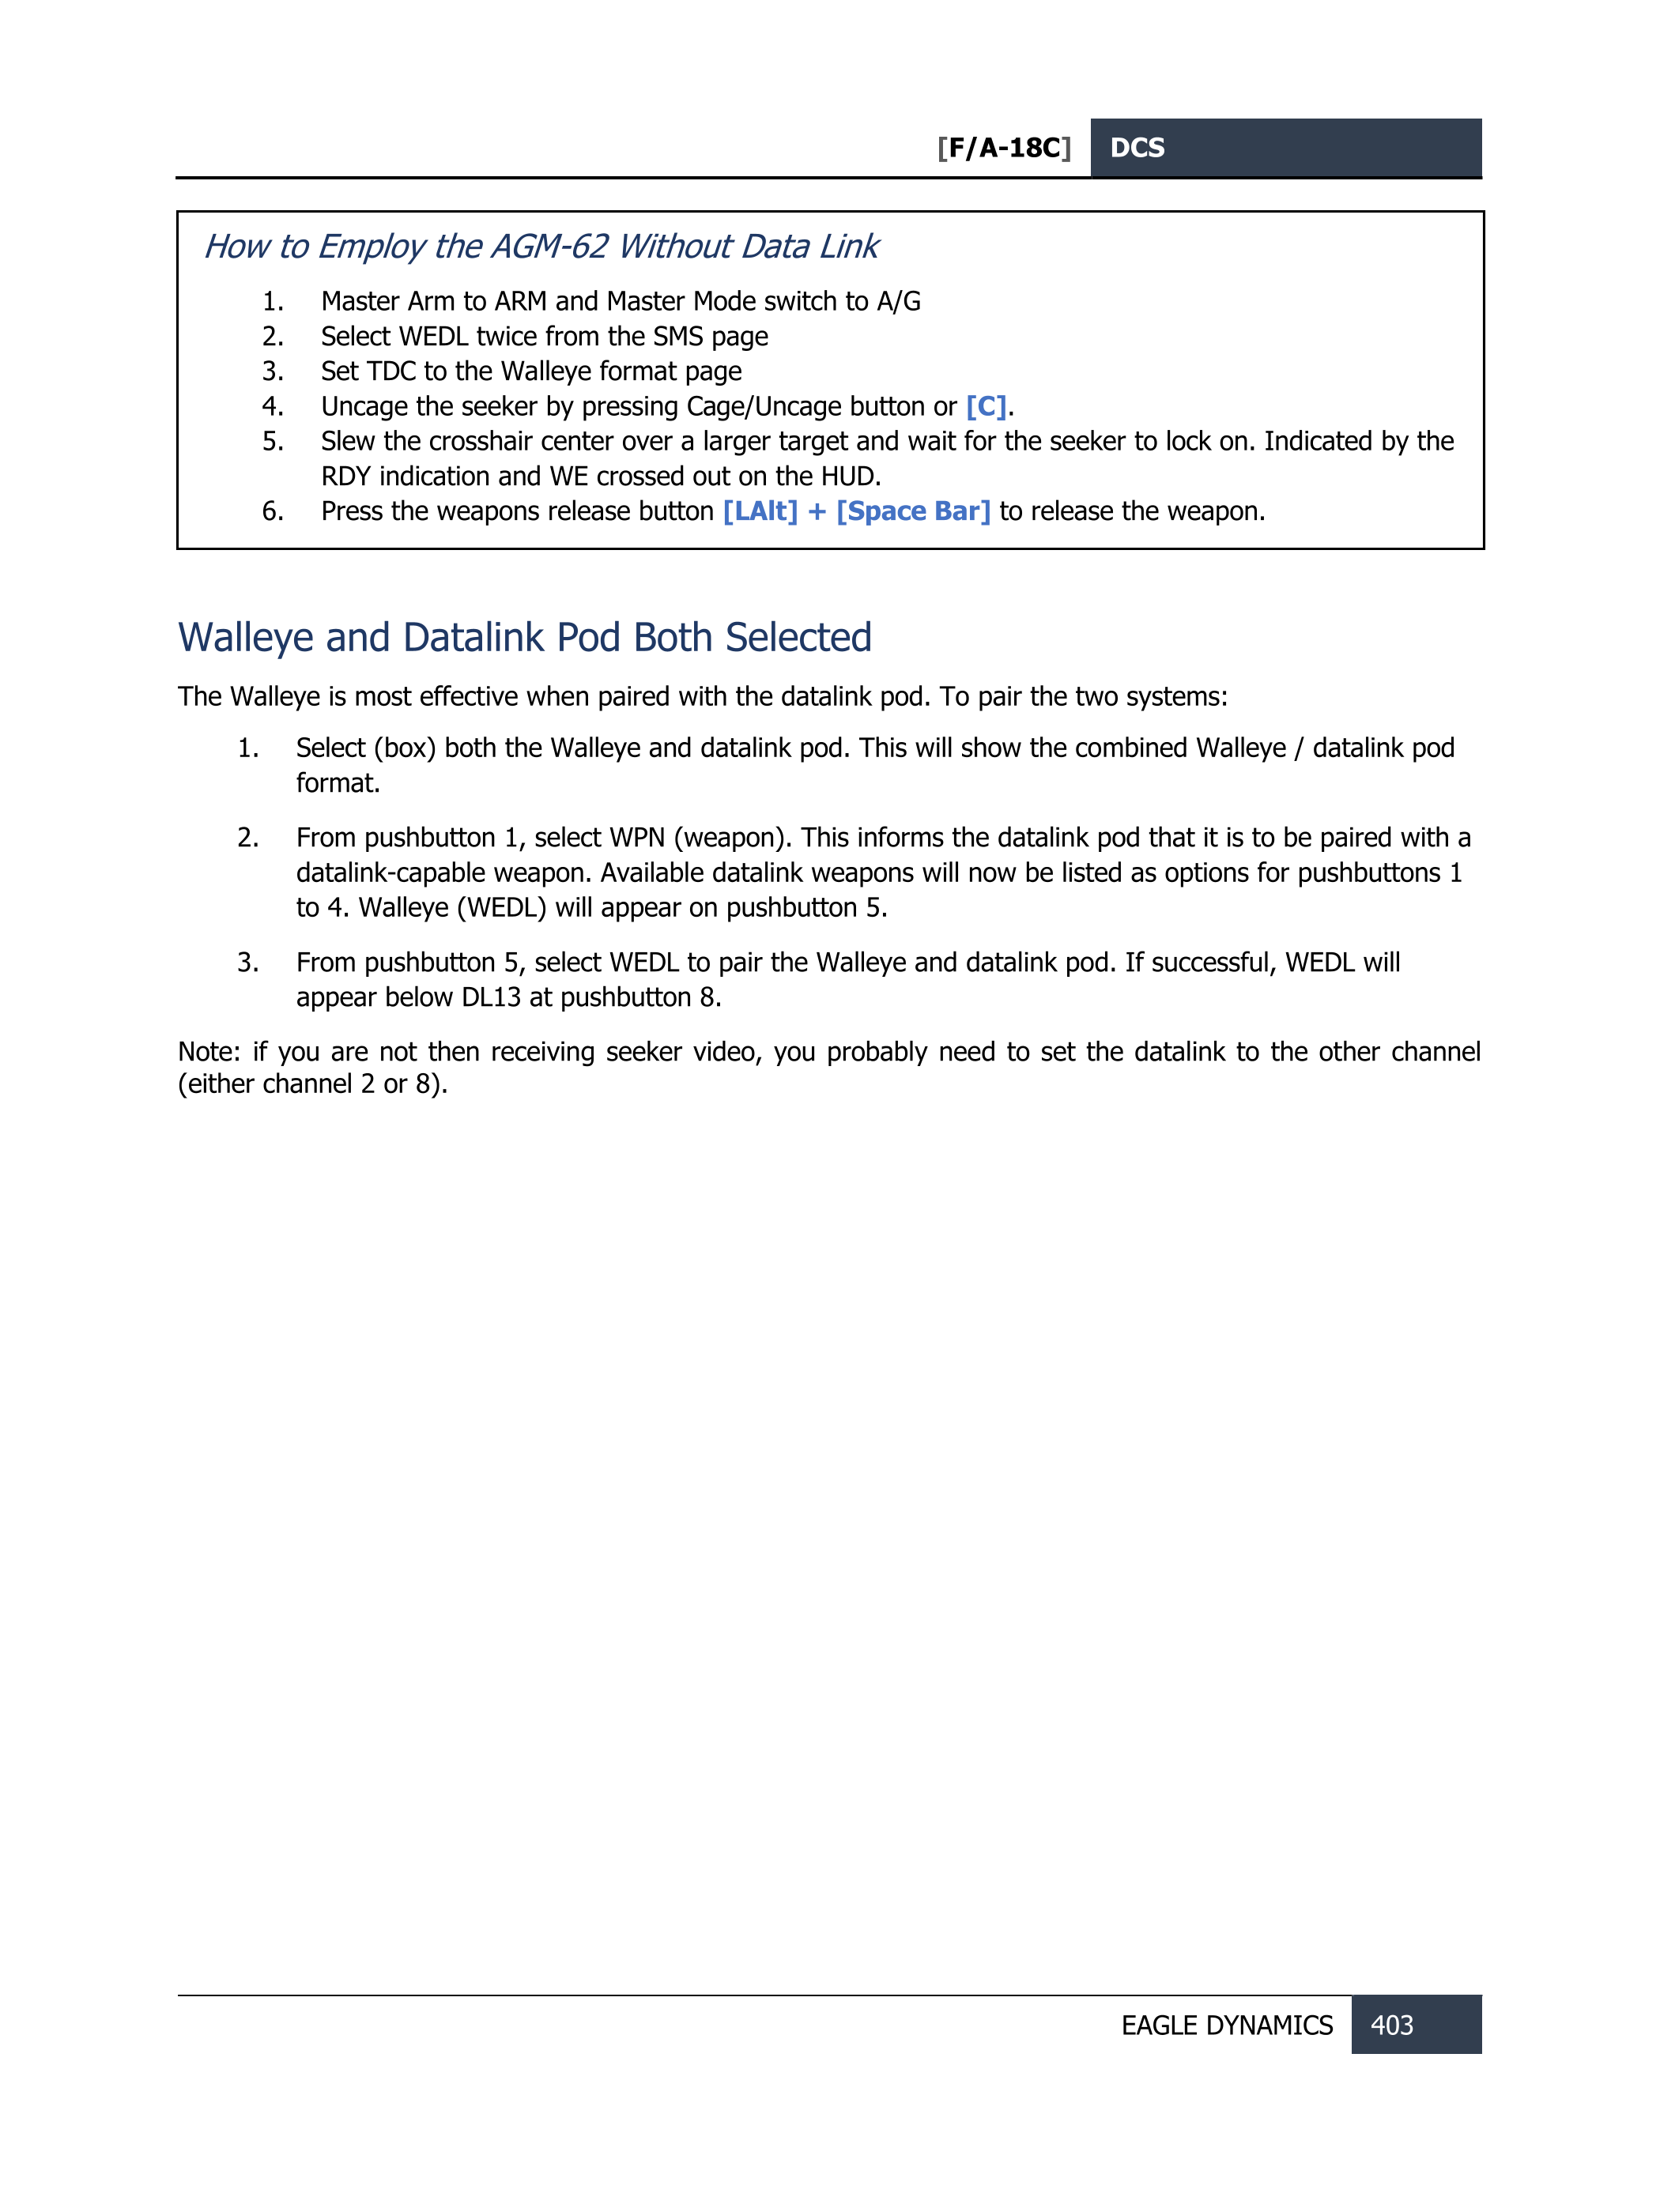 [F/A-18C] DCS
How to Employ the AGM-62 Without Data Link
1. Master Arm to ARM and Master Mode switch to A/G
2. Select WEDL twice from the SMS page
3. Set TDC to the Walleye format page
4. Uncage the seeker by pressing Cage/Uncage button or [C].
5. Slew the crosshair center over a larger target and wait for the seeker to lock on. Indicated by the
RDY indication and WE crossed out on the HUD.
6. Press the weapons release button [LAlt] + [Space Bar] to release the weapon.
Walleye and Datalink Pod Both Selected
The Walleye is most effective when paired with the datalink pod. To pair the two systems:
1. Select (box) both the Walleye and datalink pod. This will show the combined Walleye / datalink pod
format.
2. From pushbutton 1, select WPN (weapon). This informs the datalink pod that it is to be paired with a
datalink-capable weapon. Available datalink weapons will now be listed as options for pushbuttons 1
to 4. Walleye (WEDL) will appear on pushbutton 5.
3. From pushbutton 5, select WEDL to pair the Walleye and datalink pod. If successful, WEDL will
appear below DL13 at pushbutton 8.
Note: if you are not then receiving seeker video, you probably need to set the datalink to the other channel
(either channel 2 or 8).
EAGLE DYNAMICS 403